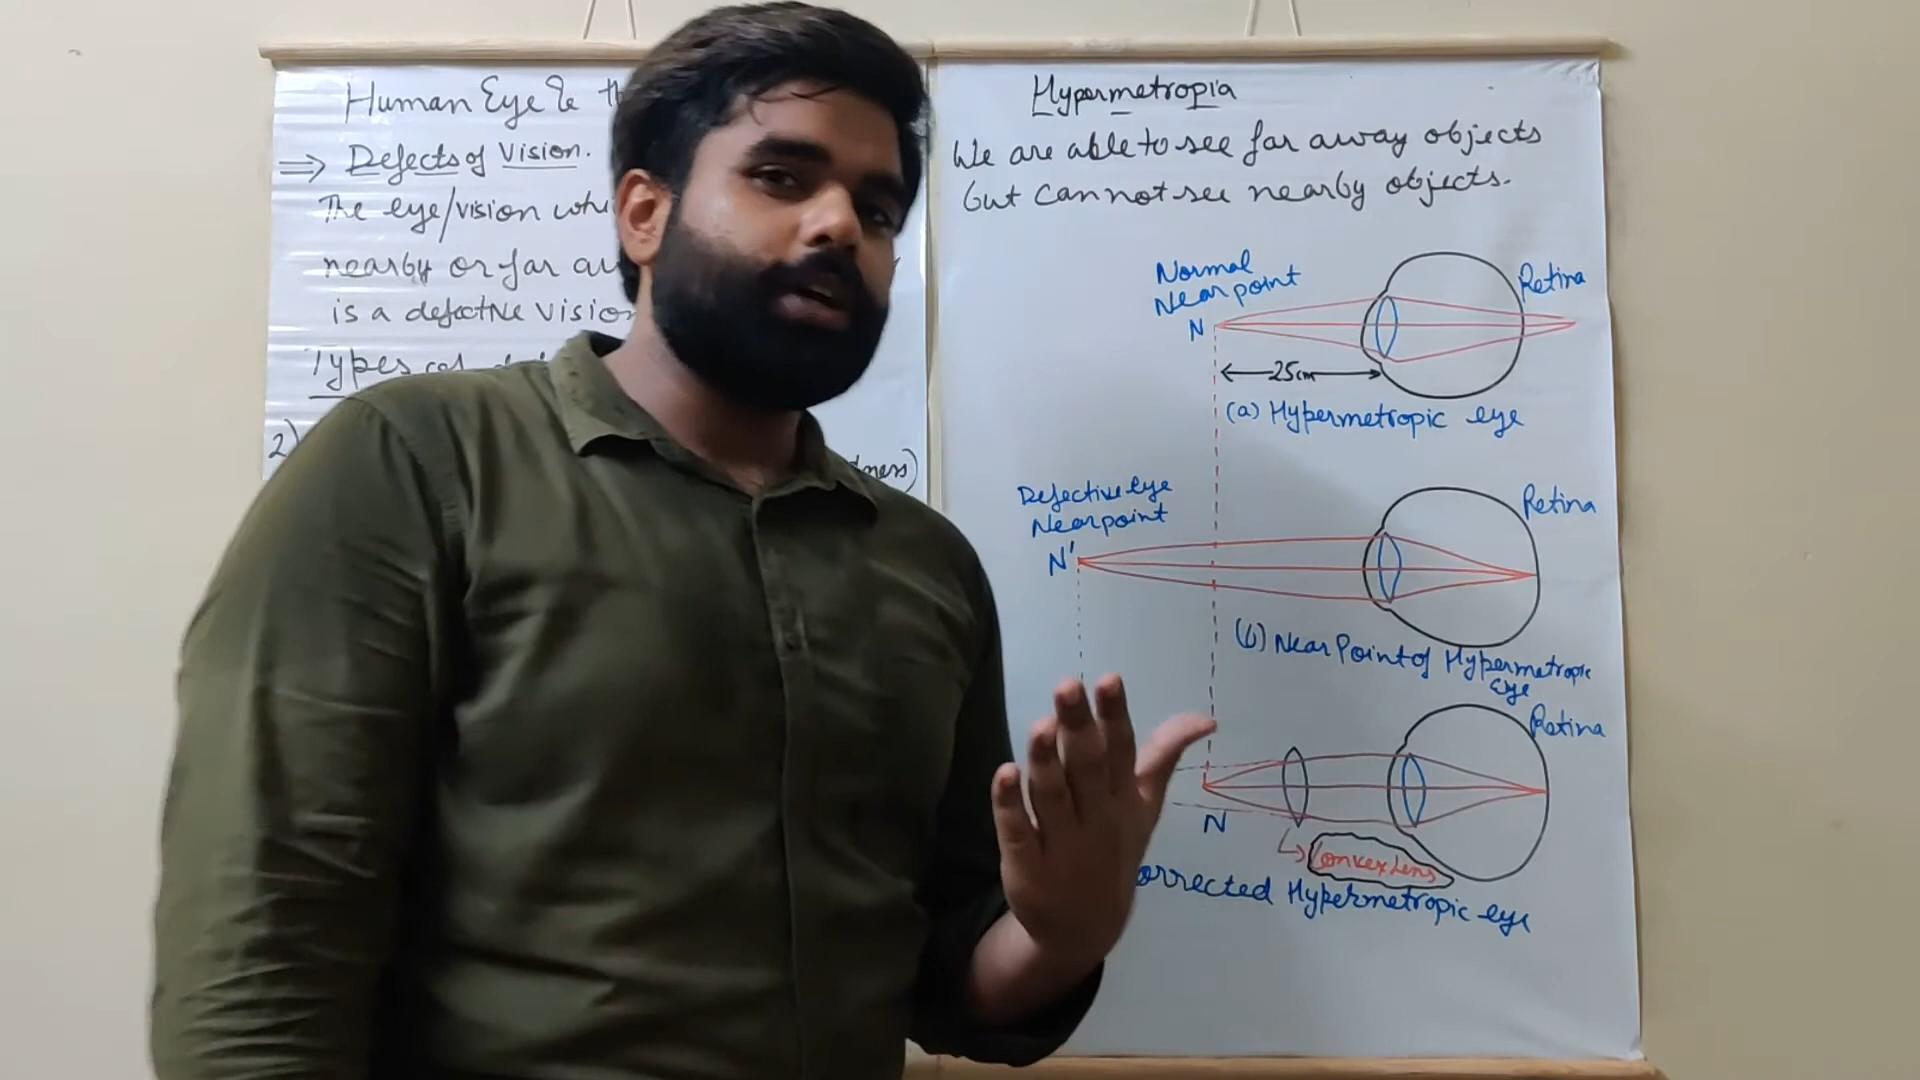 Human Eye & th
⇒ Defects of Vision.
The eye/vision whi
nearby or far aw
is a defective vision
Types
2)
dness)
Hypermetropia
We are able to see far away objects
but cannot see nearby objects.
Normal
Near point
N
Retina
25cm
(a) Hypermetropic eye
Defective eye
Near point
N'
Retina
(b) Near Point of Hypermetropic
Eye
Retina
N
Convex Lens
orrected Hypermetropic eye